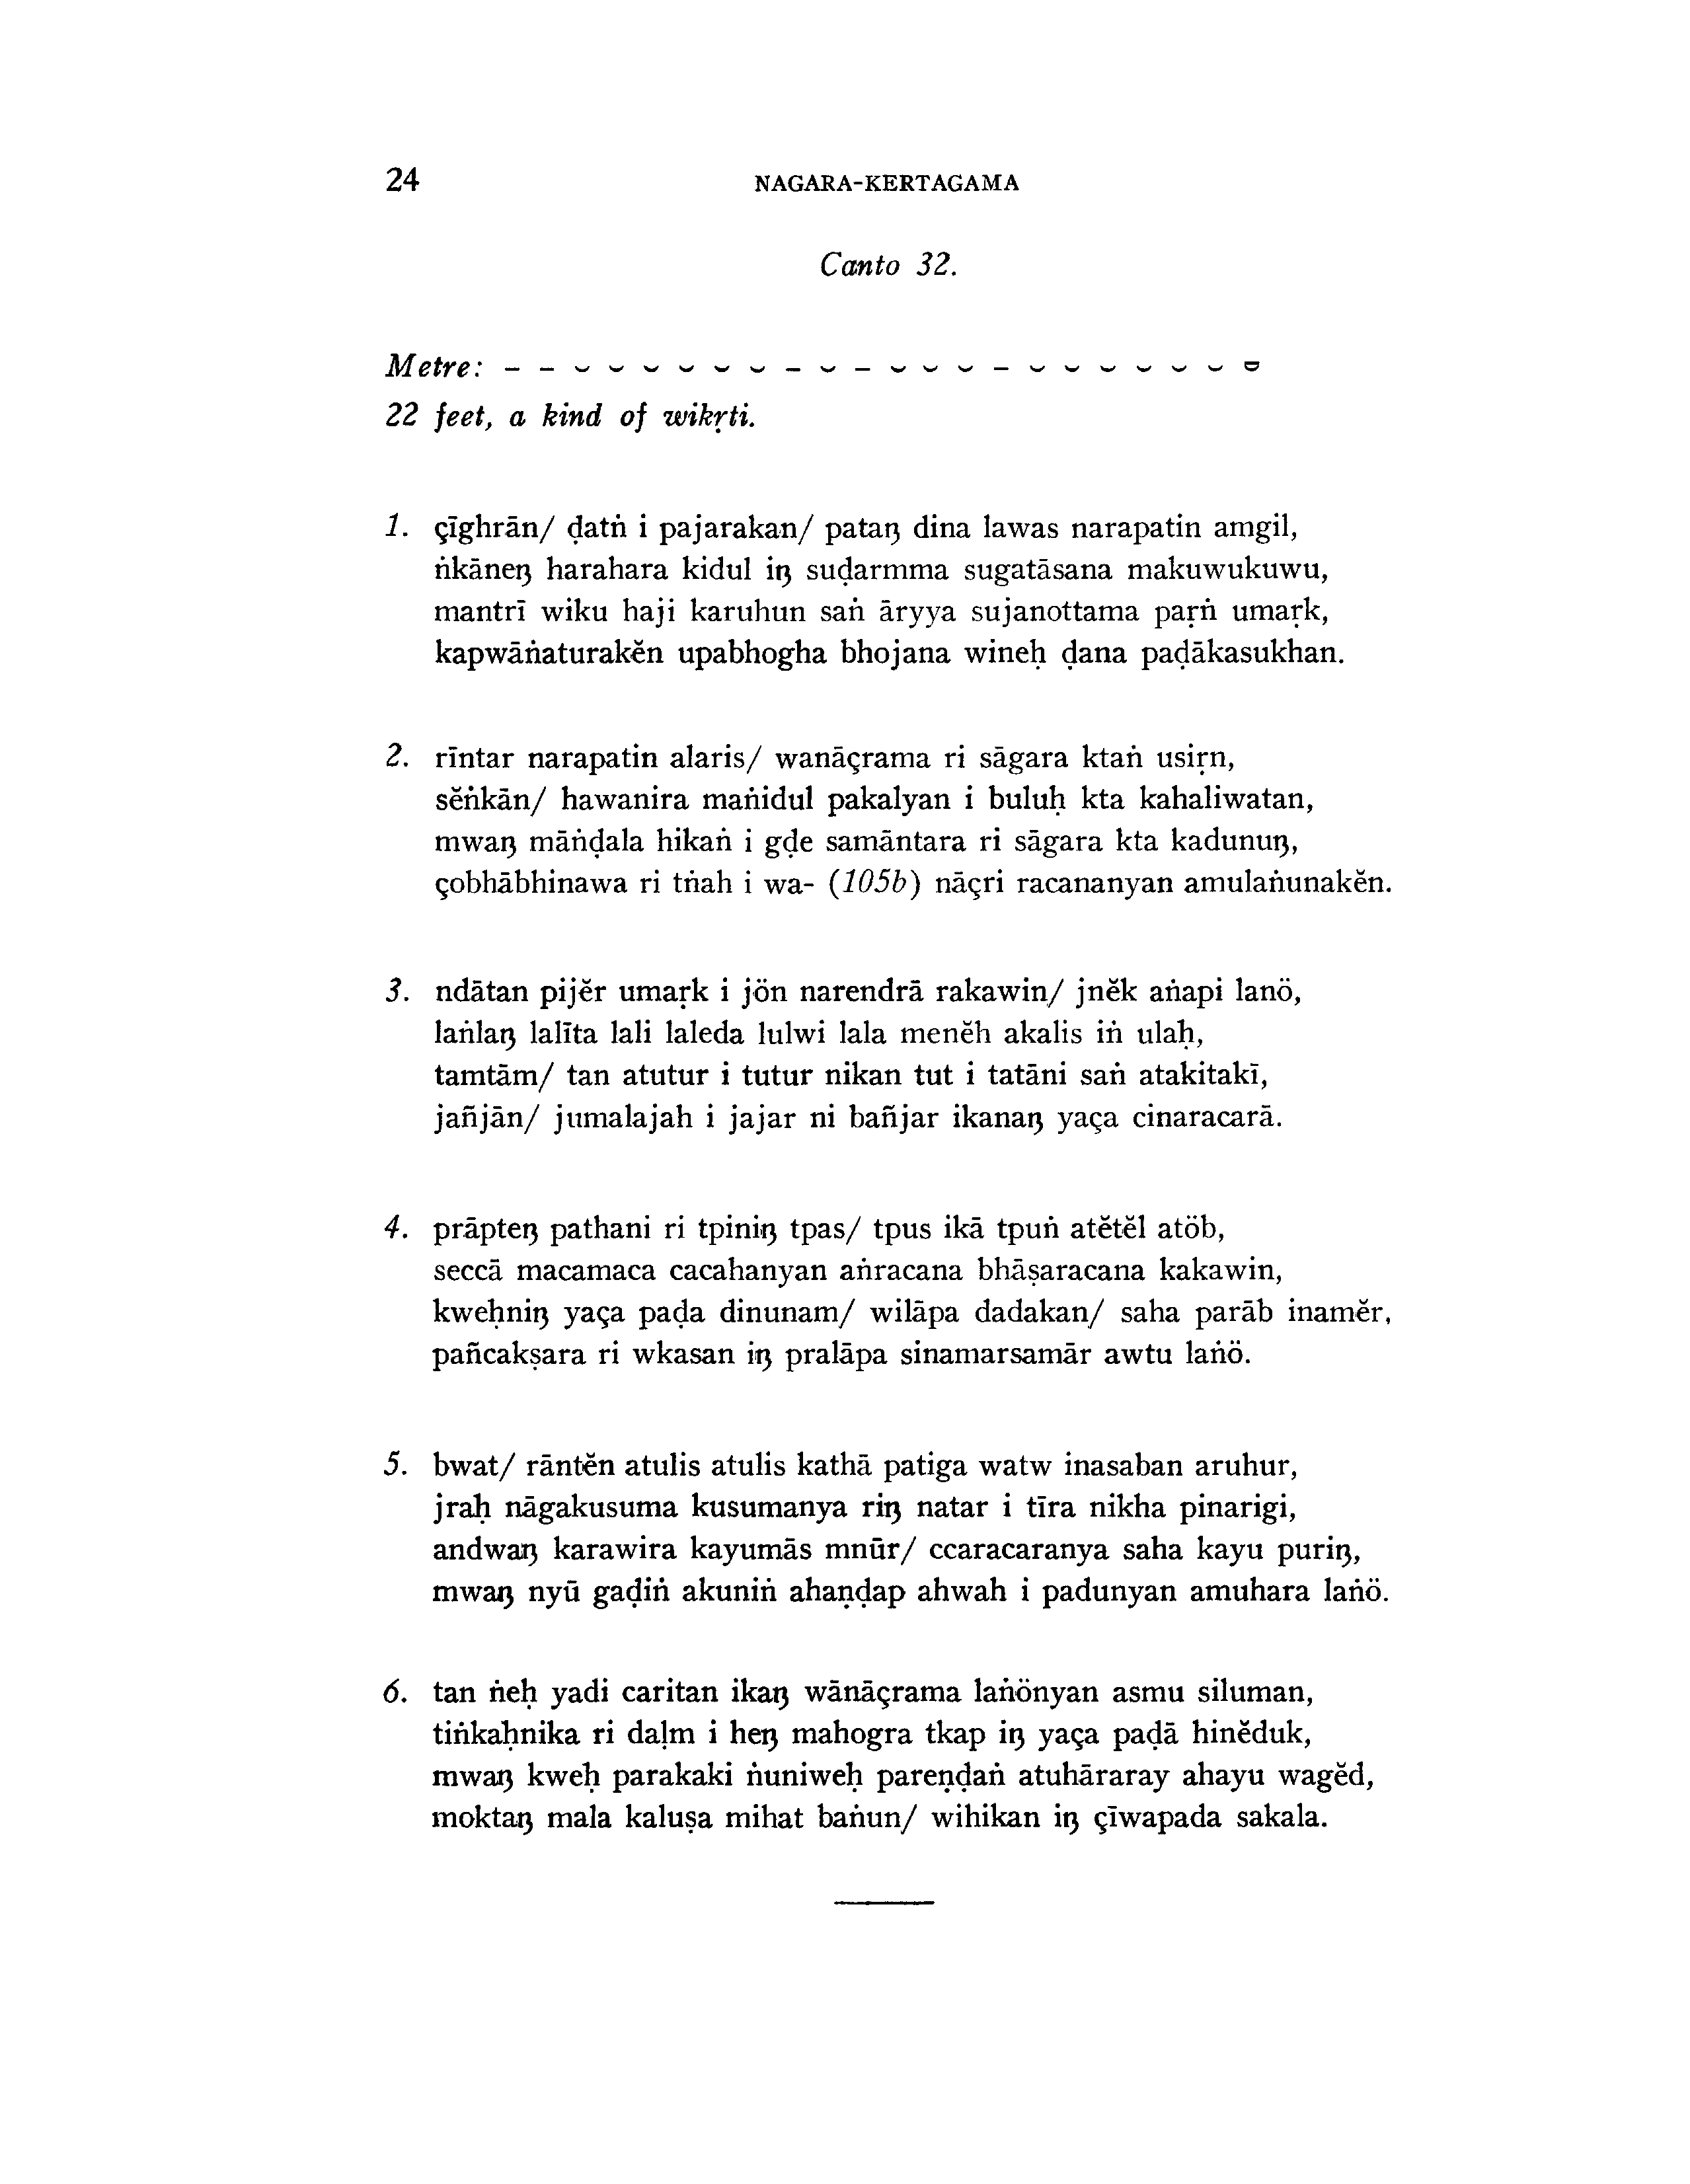 24
NAGARA-KERTAGAMA
Canto 32.
Metre: – – ⏑ ⏑ ⏑ ⏑ ⏑ ⏑ – ⏑ – ⏑ ⏑ ⏑ – ⏑ ⏑ ⏑ ⏑ ⏑ ⏑ ⏓
22 feet, a kind of wikṛti.
1. çīghrān/ ḍatṅ i pajarakan/ pataŋ dina lawas narapatin amgil,
ṅkāneŋ harahara kidul iŋ suḍarmma sugatāsana makuwukuwu,
mantrī wiku haji karuhun saṅ āryya sujanottama paṛṅ umaṛk,
kapwāṅaturakĕn upabhogha bhojana wineḥ ḍana paḍākasukhan.
2. rīntar narapatin alaris/ wanāçrama ri sāgara ktaṅ usiṛn,
sĕṅkān/ hawanira maṅidul pakalyan i buluḥ kta kahaliwatan,
mwaŋ māṅḍala hikaṅ i gḍe samāntara ri sāgara kta kadunuŋ,
çobhābhinawa ri tṅah i wa- (105b) nāçri racananyan amulaṅunakĕn.
3. ndātan pijĕr umaṛk i jön narendrā rakawin/ jnĕk aṅapi lanö,
laṅlaŋ lalīta lali laleda lulwi lala menĕh akalis iṅ ulaḥ,
tamtām/ tan atutur i tutur nikan tut i tatāni saṅ atakitakī,
jañjān/ jumalajah i jajar ni bañjar ikanaŋ yaça cinaracarā.
4. prāpteŋ pathani ri tpiniŋ tpas/ tpus ikā tpuṅ atĕtĕl atöb,
seccā macamaca cacahanyan aṅracana bhāṣaracana kakawin,
kweḥniŋ yaça paḍa dinunam/ wilāpa dadakan/ saha parāb inamĕr,
pañcakṣara ri wkasan iŋ pralāpa sinamarsamār awtu laṅö.
5. bwat/ rāntĕn atulis atulis kathā patiga watw inasaban aruhur,
jraḥ nāgakusuma kusumanya riŋ natar i tīra nikha pinarigi,
andwaŋ karawira kayumās mnūr/ ccaracaranya saha kayu puriŋ,
mwaŋ nyū gaḍiṅ akuniṅ ahaṇḍap ahwah i padunyan amuhara laṅö.
6. tan ṅeḥ yadi caritan ikaŋ wānāçrama laṅönyan asmu siluman,
tiṅkaḥnika ri daḷm i heŋ mahogra tkap iŋ yaça paḍā hinĕduk,
mwaŋ kweḥ parakaki ṅuniweḥ pareṇḍaṅ atuhāraray ahayu wagĕd,
moktaŋ mala kaluṣa mihat baṅun/ wihikan iŋ çīwapada sakala.